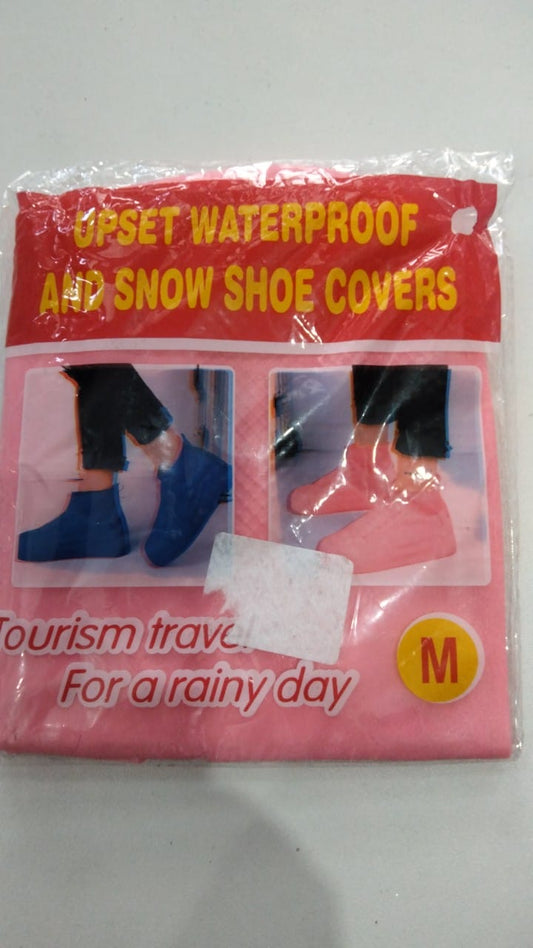 UPSET WATERPROOF
AND SNOW SHOE COVERS
Tourism travel
For a rainy day
M